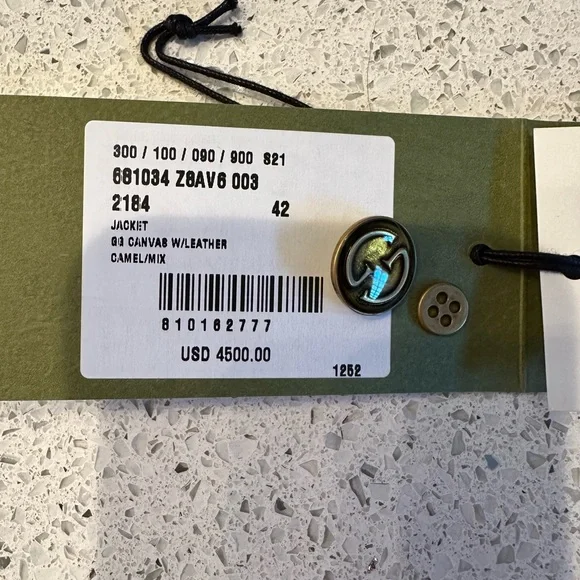 300 / 100 / 090 / 900 S21
681034 Z8AV6 003
2184 42
JACKET
GG CANVAS W/LEATHER
CAMEL/MIX
810162777
USD 4500.00
1252